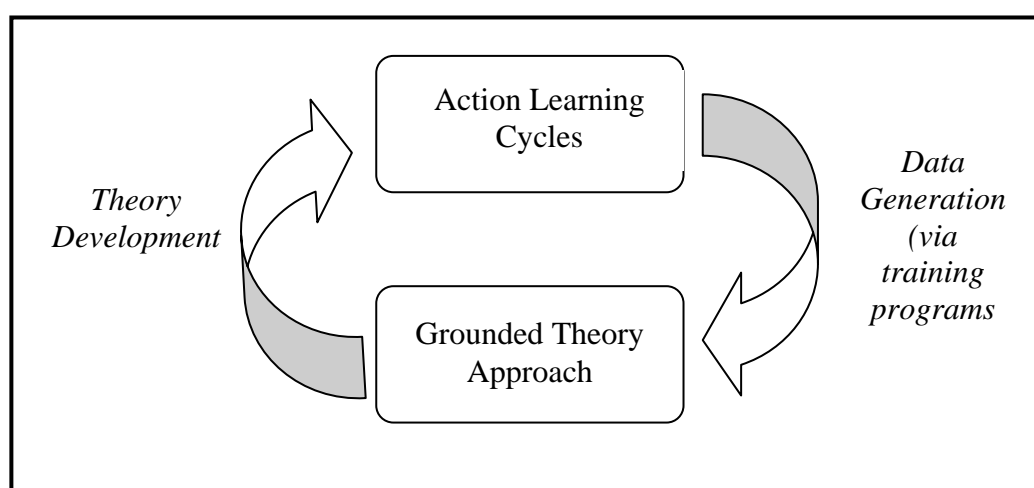 Action Learning
Cycles
Theory
Development
Data
Generation
(via
training
programs
Grounded Theory
Approach